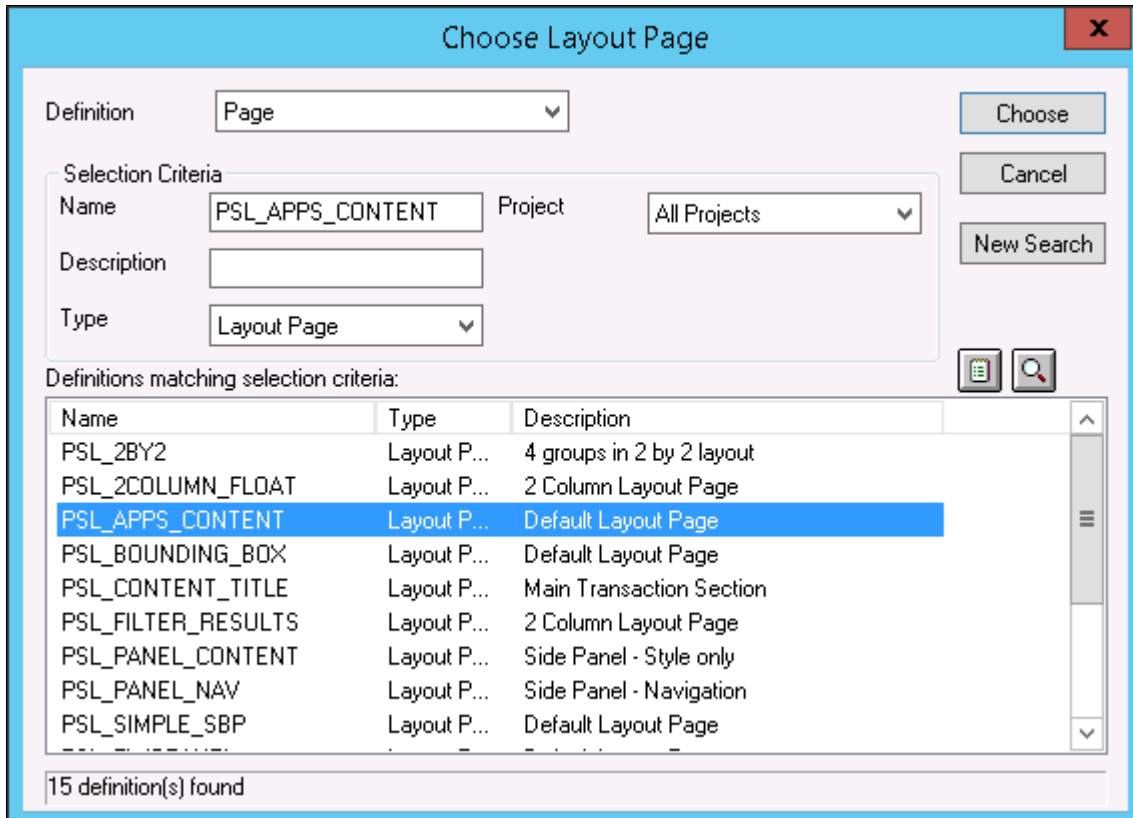 Choose Layout Page
x
Definition Page Choose
Selection Criteria Cancel
Name PSL_APPS_CONTENT Project All Projects
New Search
Description
Type Layout Page
Definitions matching selection criteria:
Name Type Description
PSL_2BY2 Layout P... 4 groups in 2 by 2 layout
PSL_2COLUMN_FLOAT Layout P... 2 Column Layout Page
PSL_APPS_CONTENT Layout P... Default Layout Page
PSL_BOUNDING_BOX Layout P... Default Layout Page
PSL_CONTENT_TITLE Layout P... Main Transaction Section
PSL_FILTER_RESULTS Layout P... 2 Column Layout Page
PSL_PANEL_CONTENT Layout P... Side Panel - Style only
PSL_PANEL_NAV Layout P... Side Panel - Navigation
PSL_SIMPLE_SBP Layout P... Default Layout Page
15 definition(s) found